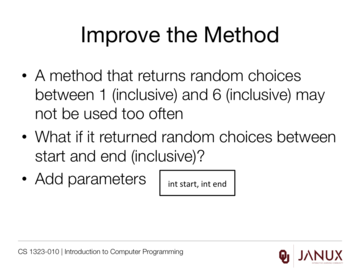 Improve the Method
• A method that returns random choices
between 1 (inclusive) and 6 (inclusive) may
not be used too often
• What if it returned random choices between
start and end (inclusive)?
• Add parameters
int start, int end
CS 1323-010 | Introduction to Computer Programming
JANUX